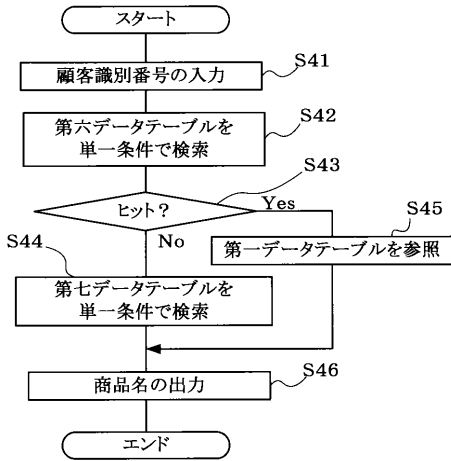 スタート
顧客識別番号の入力
S41
第六データテーブルを
単一条件で検索
S42
ヒット?
S43
Yes
No
S45
第一データテーブルを参照
S44
第七データテーブルを
単一条件で検索
商品名の出力
S46
エンド